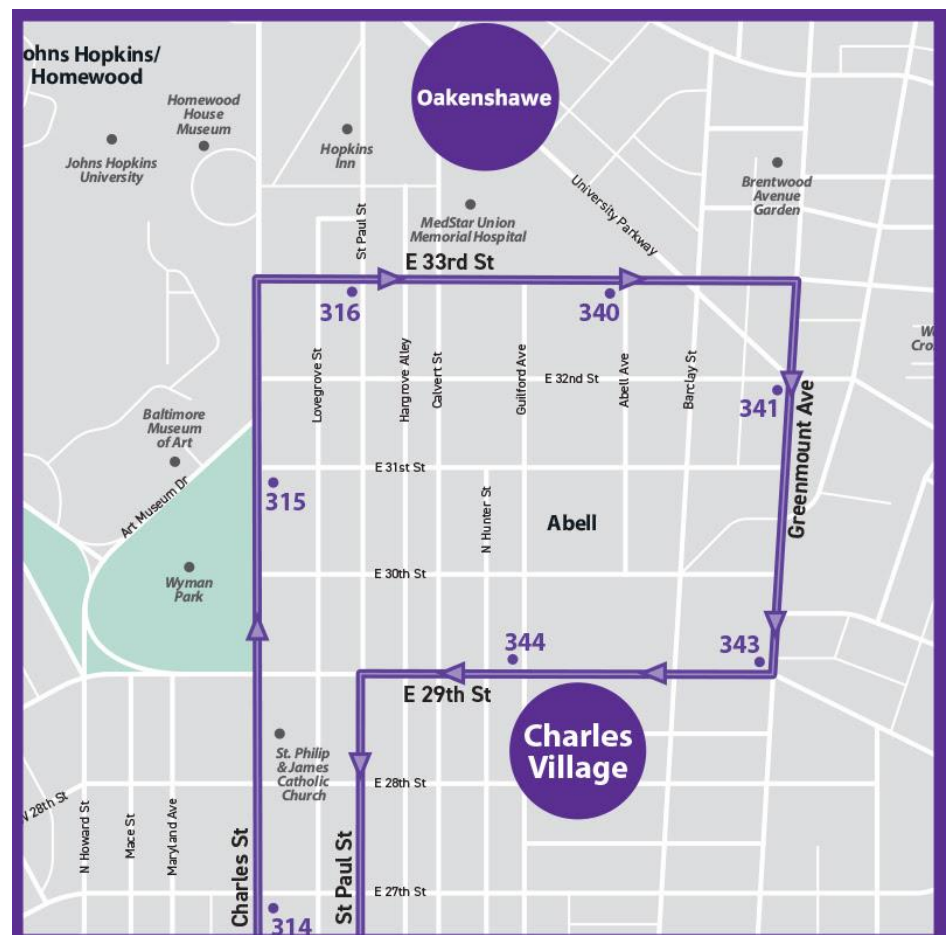 ohns Hopkins/
Homewood
Homewood
House
Museum
Johns Hopkins
University
Hopkins
Inn
Oakenshawe
MedStar Union
Memorial Hospital
University Parkway
Brentwood
Avenue
Garden
St Paul St
E 33rd St
316
340
341
Lovegrove St
Hargrove Alley
Calvert St
Guilford Ave
E 32nd St
Abell Ave
Barclay St
Greenmount Ave
Baltimore
Museum
of Art
Art Museum Dr
315
E 31st St
N Hunter St
Abell
Wyman
Park
E 30th St
344
343
E 29th St
Charles
Village
St. Philip
& James
Catholic
Church
E 28th St
28th St
N Howard St
Mace St
Maryland Ave
Charles St
St Paul St
E 27th St
314